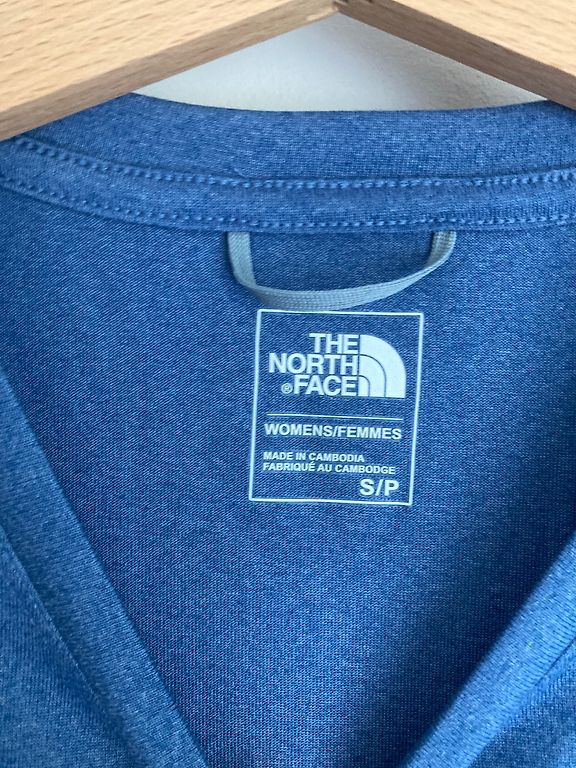 THE
NORTH
®FACE
WOMENS/FEMMES
MADE IN CAMBODIA
FABRIQUÉ AU CAMBODGE
S/P